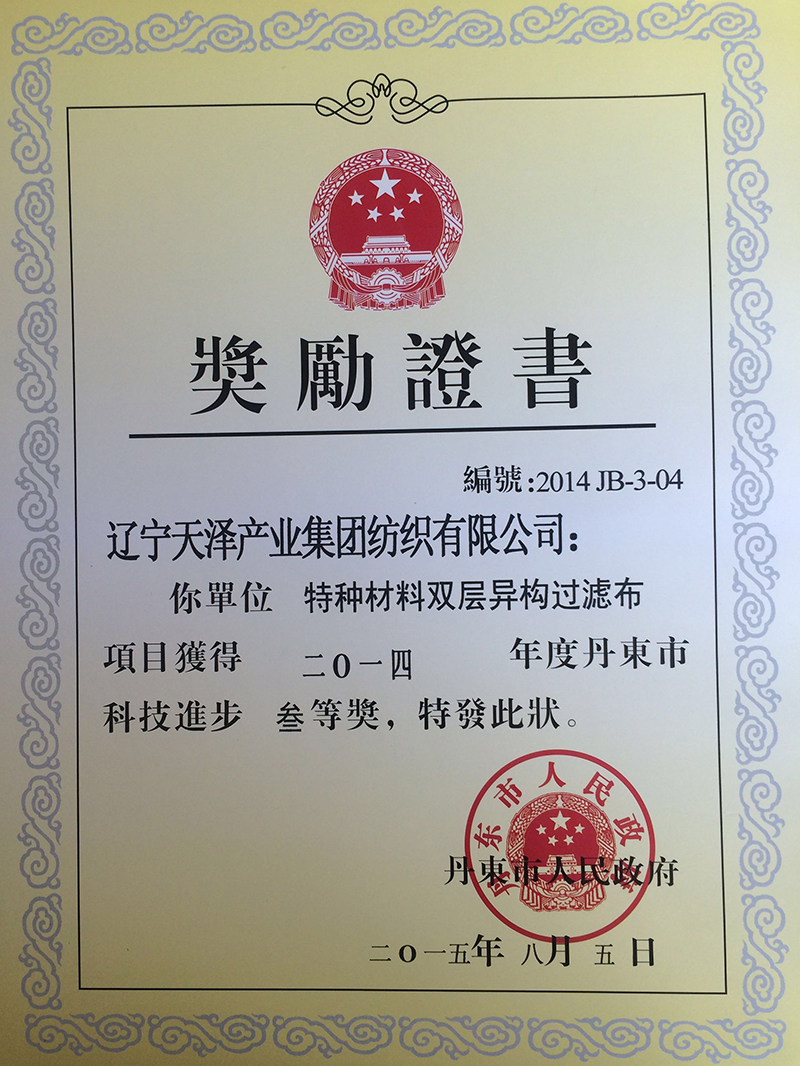 獎勵證書
編號:2014 JB-3-04
辽宁天泽产业集团纺织有限公司：
你單位 特种材料双层异构过滤布
項目獲得 二O一四 年度丹東市
科技進步 叁等獎，特發此狀。
丹东市人民政府
丹東市人民政府
二O一五年 八月 五 日